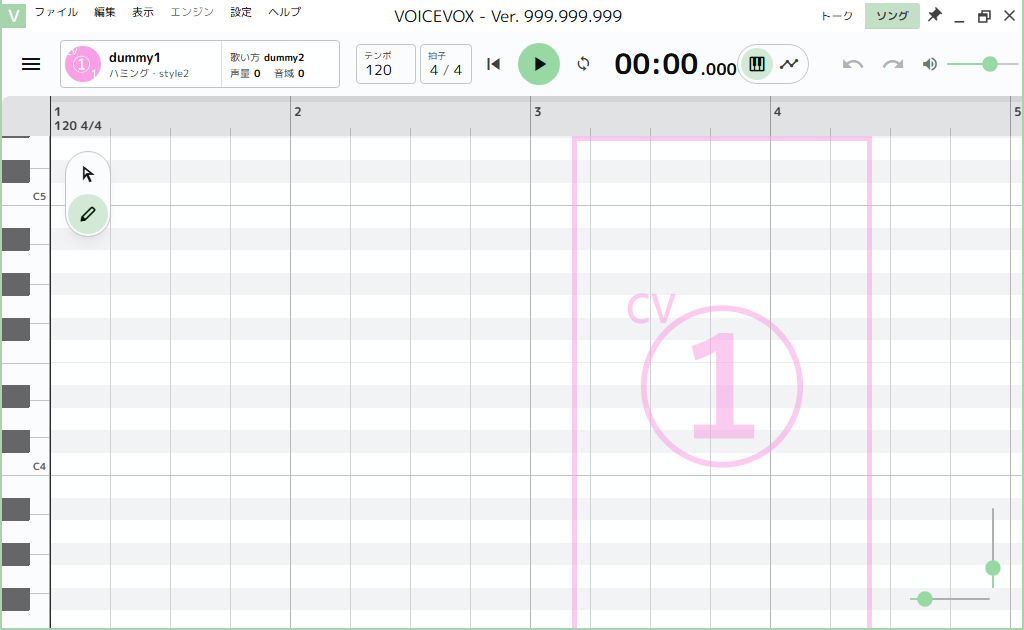 V ファイル 編集 表示 エンジン 設定 ヘルプ VOICEVOX - Ver. 999.999.999 トーク ソング
CV ① 1 dummy1
ハミング・style2
歌い方 dummy2
声量 0 音域 0
テンポ
120
拍子
4 / 4
00:00.000
1 2 3 4 5
120 4/4
C5
CV
①
C4